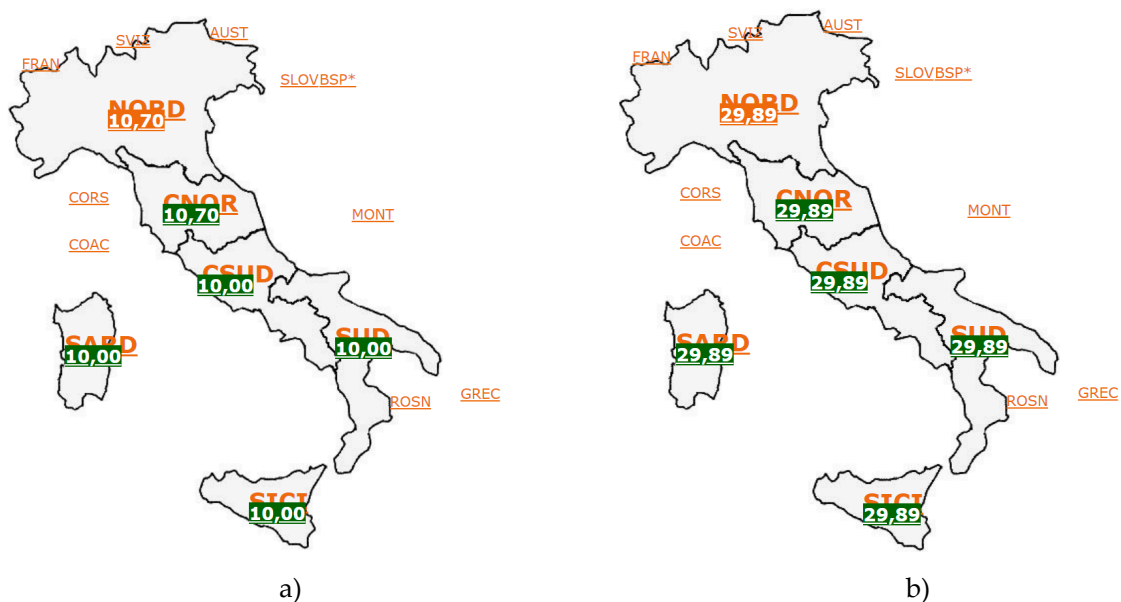 AUST
SVIZ
FRAN
SLOVBSP*
NORD
10,70
CORS
CNOR
10,70
MONT
COAC
CSUD
10,00
SARD
10,00
SUD
10,00
ROSN
GREC
SICI
10,00
a)
AUST
SVIZ
FRAN
SLOVBSP*
NORD
29,89
CORS
CNOR
29,89
MONT
COAC
CSUD
29,89
SARD
29,89
SUD
29,89
ROSN
GREC
SICI
29,89
b)